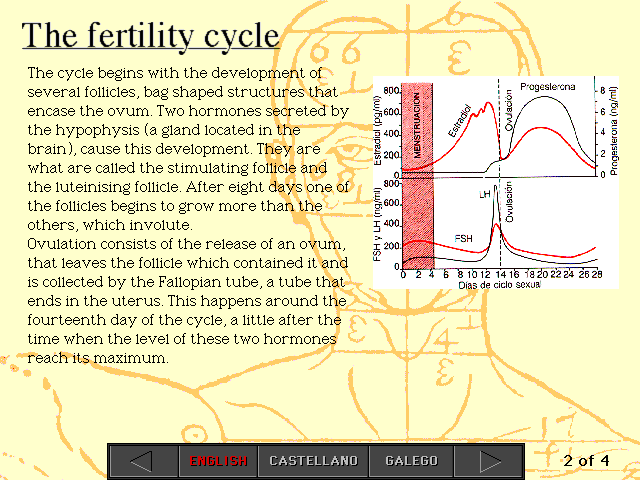 The fertility cycle
The cycle begins with the development of
several follicles, bag shaped structures that
encase the ovum. Two hormones secreted by
the hypophysis (a gland located in the
brain), cause this development. They are
what are called the stimulating follicle and
the luteinising follicle. After eight days one of
the follicles begins to grow more than the
others, which involute.
Ovulation consists of the release of an ovum,
that leaves the follicle which contained it and
is collected by the Fallopian tube, a tube that
ends in the uterus. This happens around the
fourteenth day of the cycle, a little after the
time when the level of these two hormones
reach its maximum.
Estradiol (pg/ml)
800
600
400
200
0
MENSTRUACION
Estradiol
Ovulación
Progesterona
8
6
4
2
0
Progesterona (ng/ml)
FSH y LH (ng/ml)
800
600
400
200
0
LH
FSH
Ovulación
0 2 4 6 8 10 12 14 16 18 20 22 24 26 28
Dias de ciclo sexual
ENGLISH CASTELLANO GALEGO
2 of 4